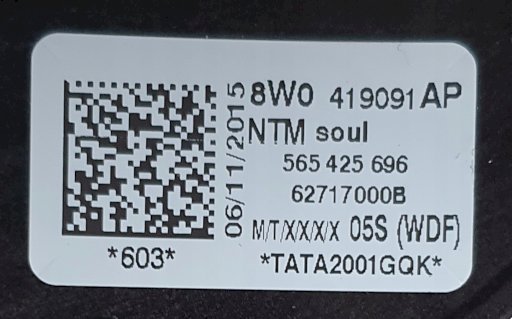 8W0 419091 AP
NTM soul
565 425 696
62717000B
M/T/X/X/X/X 05S (WDF)
*TATA2001GQK*
06/11/2015
*603*